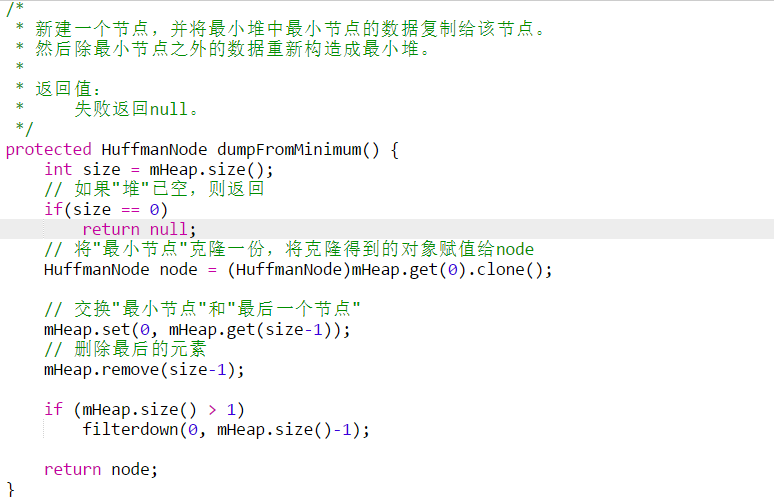 /*
 * 新建一个节点，并将最小堆中最小节点的数据复制给该节点。
 * 然后除最小节点之外的数据重新构造成最小堆。
 *
 * 返回值：
 *     失败返回null。
 */
protected HuffmanNode dumpFromMinimum() {
    int size = mHeap.size();
    // 如果"堆"已空，则返回
    if(size == 0)
        return null;
    // 将"最小节点"克隆一份，将克隆得到的对象赋值给node
    HuffmanNode node = (HuffmanNode)mHeap.get(0).clone();

    // 交换"最小节点"和"最后一个节点"
    mHeap.set(0, mHeap.get(size-1));
    // 删除最后的元素
    mHeap.remove(size-1);

    if (mHeap.size() > 1)
        filterdown(0, mHeap.size()-1);

    return node;
}